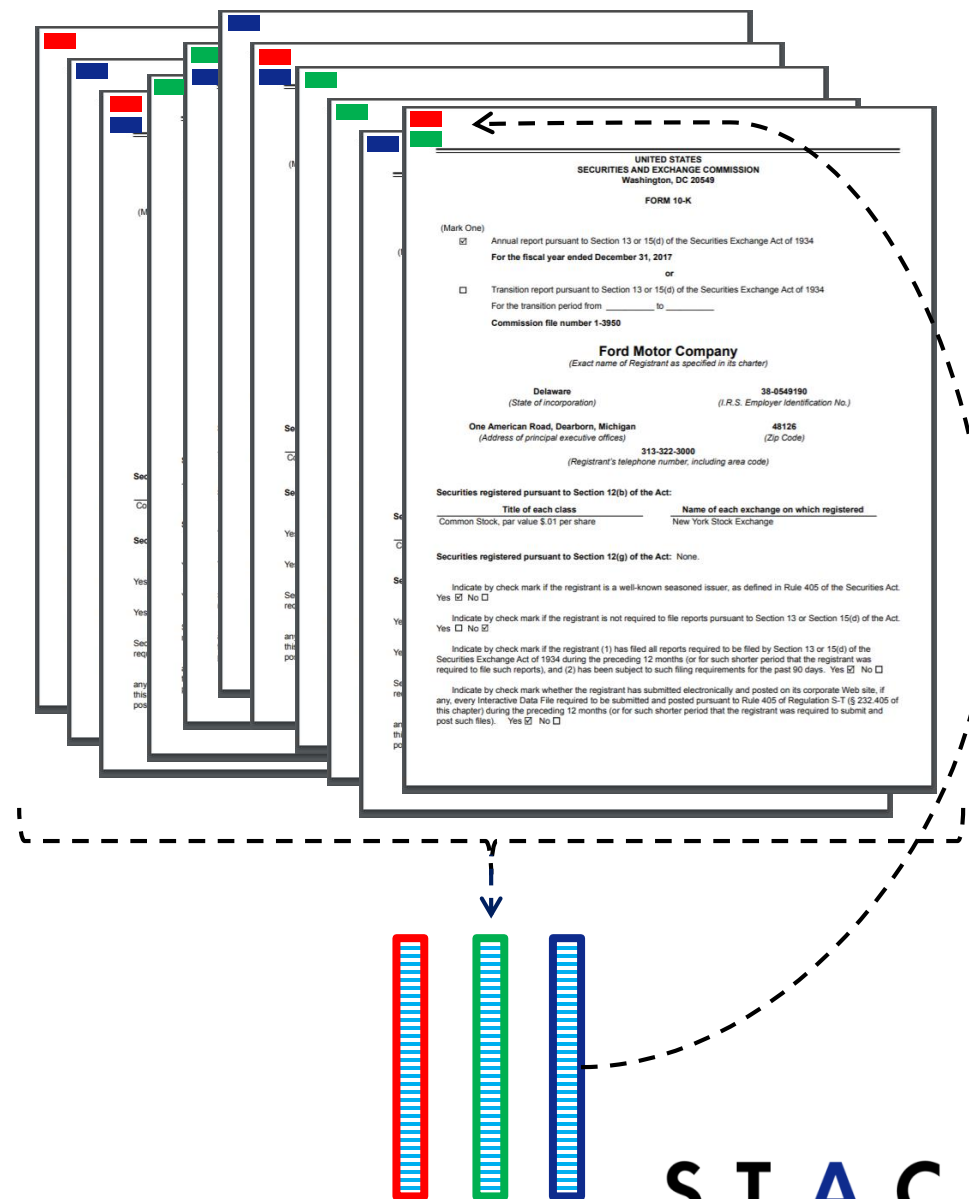 UNITED STATES
SECURITIES AND EXCHANGE COMMISSION
Washington, DC 20549
FORM 10-K
(Mark One)
☑ Annual report pursuant to Section 13 or 15(d) of the Securities Exchange Act of 1934
For the fiscal year ended December 31, 2017
or
☐ Transition report pursuant to Section 13 or 15(d) of the Securities Exchange Act of 1934
For the transition period from __________ to __________
Commission file number 1-3950
Ford Motor Company
(Exact name of Registrant as specified in its charter)
Delaware 38-0549190
(State of incorporation) (I.R.S. Employer Identification No.)
One American Road, Dearborn, Michigan 48126
(Address of principal executive offices) (Zip Code)
313-322-3000
(Registrant's telephone number, including area code)
Securities registered pursuant to Section 12(b) of the Act:
Title of each class Name of each exchange on which registered
Common Stock, par value $.01 per share New York Stock Exchange
Securities registered pursuant to Section 12(g) of the Act: None.
Indicate by check mark if the registrant is a well-known seasoned issuer, as defined in Rule 405 of the Securities Act.
Yes ☑ No ☐
Indicate by check mark if the registrant is not required to file reports pursuant to Section 13 or Section 15(d) of the Act.
Yes ☐ No ☑
Indicate by check mark if the registrant (1) has filed all reports required to be filed by Section 13 or 15(d) of the
Securities Exchange Act of 1934 during the preceding 12 months (or for such shorter period that the registrant was
required to file such reports), and (2) has been subject to such filing requirements for the past 90 days. Yes ☑ No ☐
Indicate by check mark whether the registrant has submitted electronically and posted on its corporate Web site, if
any, every Interactive Data File required to be submitted and posted pursuant to Rule 405 of Regulation S-T (§ 232.405 of
this chapter) during the preceding 12 months (or for such shorter period that the registrant was required to submit and
post such files). Yes ☑ No ☐
STAC